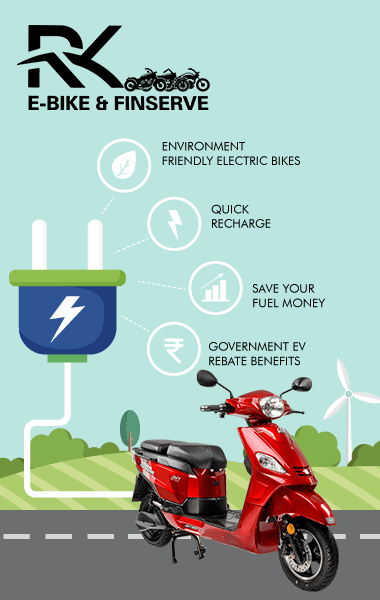 RK
E-BIKE & FINSERVE
ENVIRONMENT
FRIENDLY ELECTRIC BIKES
QUICK
RECHARGE
SAVE YOUR
FUEL MONEY
₹
GOVERNMENT EV
REBATE BENEFITS